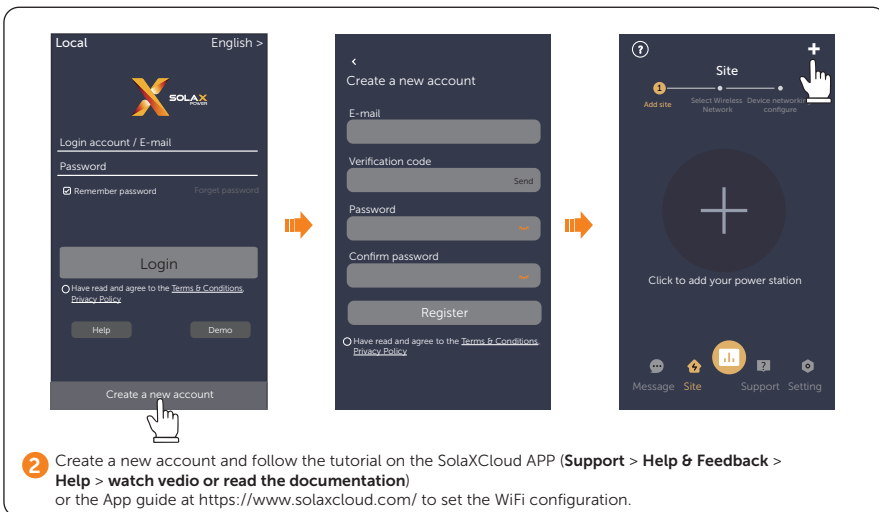 Local English >
SOLAX
POWER
Login account / E-mail
Password
Remember password Forget password
Login
Have read and agree to the Terms & Conditions,
Privacy Policy
Help Demo
Create a new account
<
Create a new account
E-mail
Verification code
Send
Password
Confirm password
Register
Have read and agree to the Terms & Conditions,
Privacy Policy
?
+
Site
1
Add site
Select Wireless
Network
Device networking
configure
Click to add your power station
?
Message Site Support Setting
2 Create a new account and follow the tutorial on the SolaXCloud APP (Support > Help & Feedback >
Help > watch vedio or read the documentation)
or the App guide at https://www.solaxcloud.com/ to set the WiFi configuration.